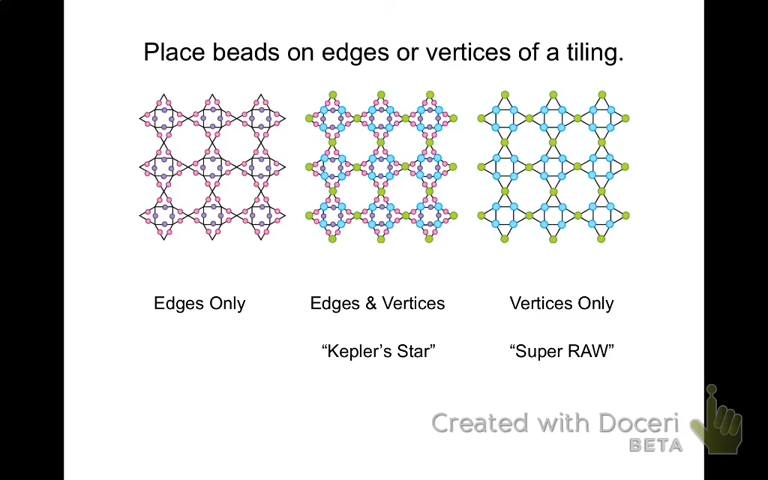 Place beads on edges or vertices of a tiling.
Edges Only
Edges & Vertices
Vertices Only
“Kepler’s Star”
“Super RAW”
Created with Doceri
BETA